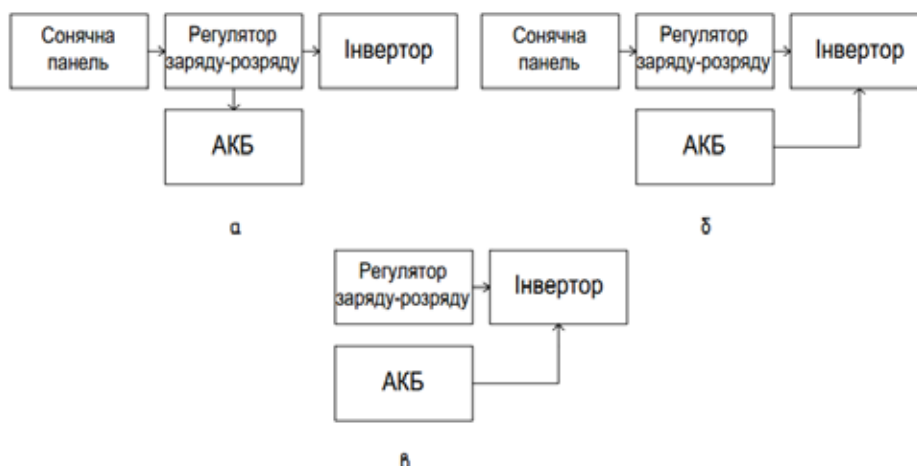 Сонячна
панель
Регулятор
заряду-розряду
Інвертор
АКБ
а
Сонячна
панель
Регулятор
заряду-розряду
Інвертор
АКБ
б
Регулятор
заряду-розряду
Інвертор
АКБ
в